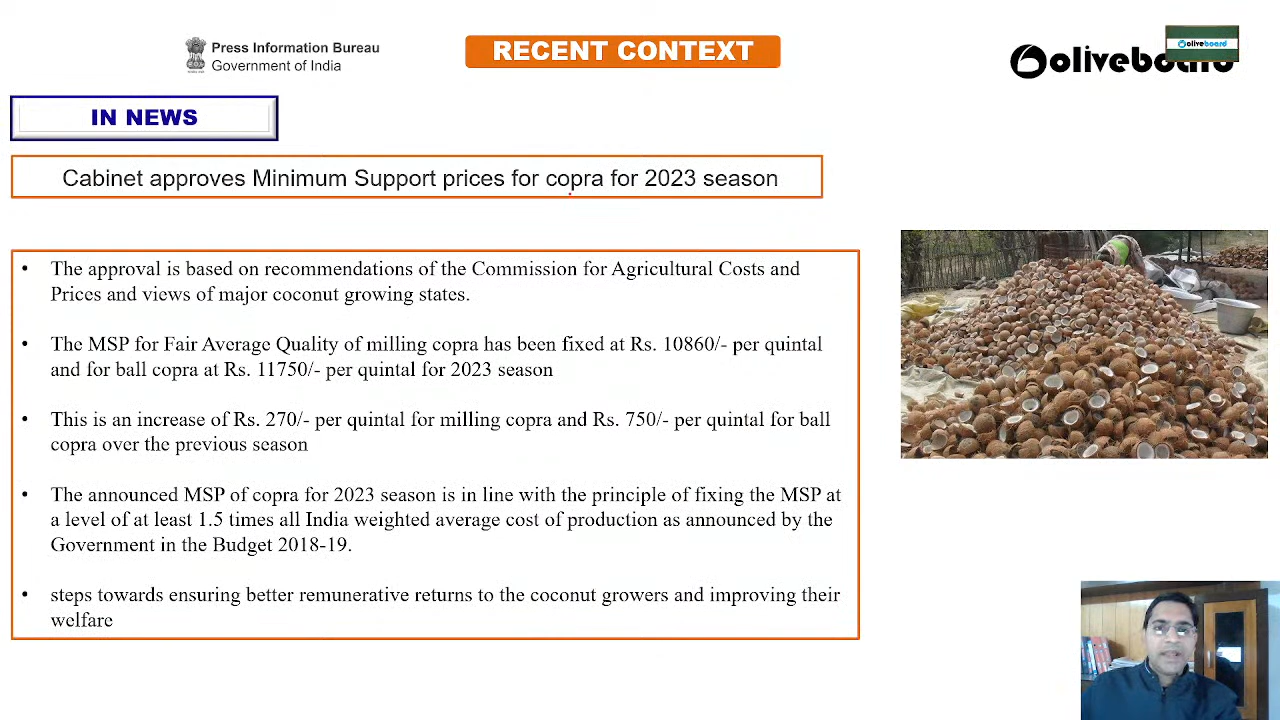 Press Information Bureau
Government of India
RECENT CONTEXT
oliveboard
oliveboard
IN NEWS
Cabinet approves Minimum Support prices for copra for 2023 season
• The approval is based on recommendations of the Commission for Agricultural Costs and
Prices and views of major coconut growing states.
• The MSP for Fair Average Quality of milling copra has been fixed at Rs. 10860/- per quintal
and for ball copra at Rs. 11750/- per quintal for 2023 season
• This is an increase of Rs. 270/- per quintal for milling copra and Rs. 750/- per quintal for ball
copra over the previous season
• The announced MSP of copra for 2023 season is in line with the principle of fixing the MSP at
a level of at least 1.5 times all India weighted average cost of production as announced by the
Government in the Budget 2018-19.
• steps towards ensuring better remunerative returns to the coconut growers and improving their
welfare